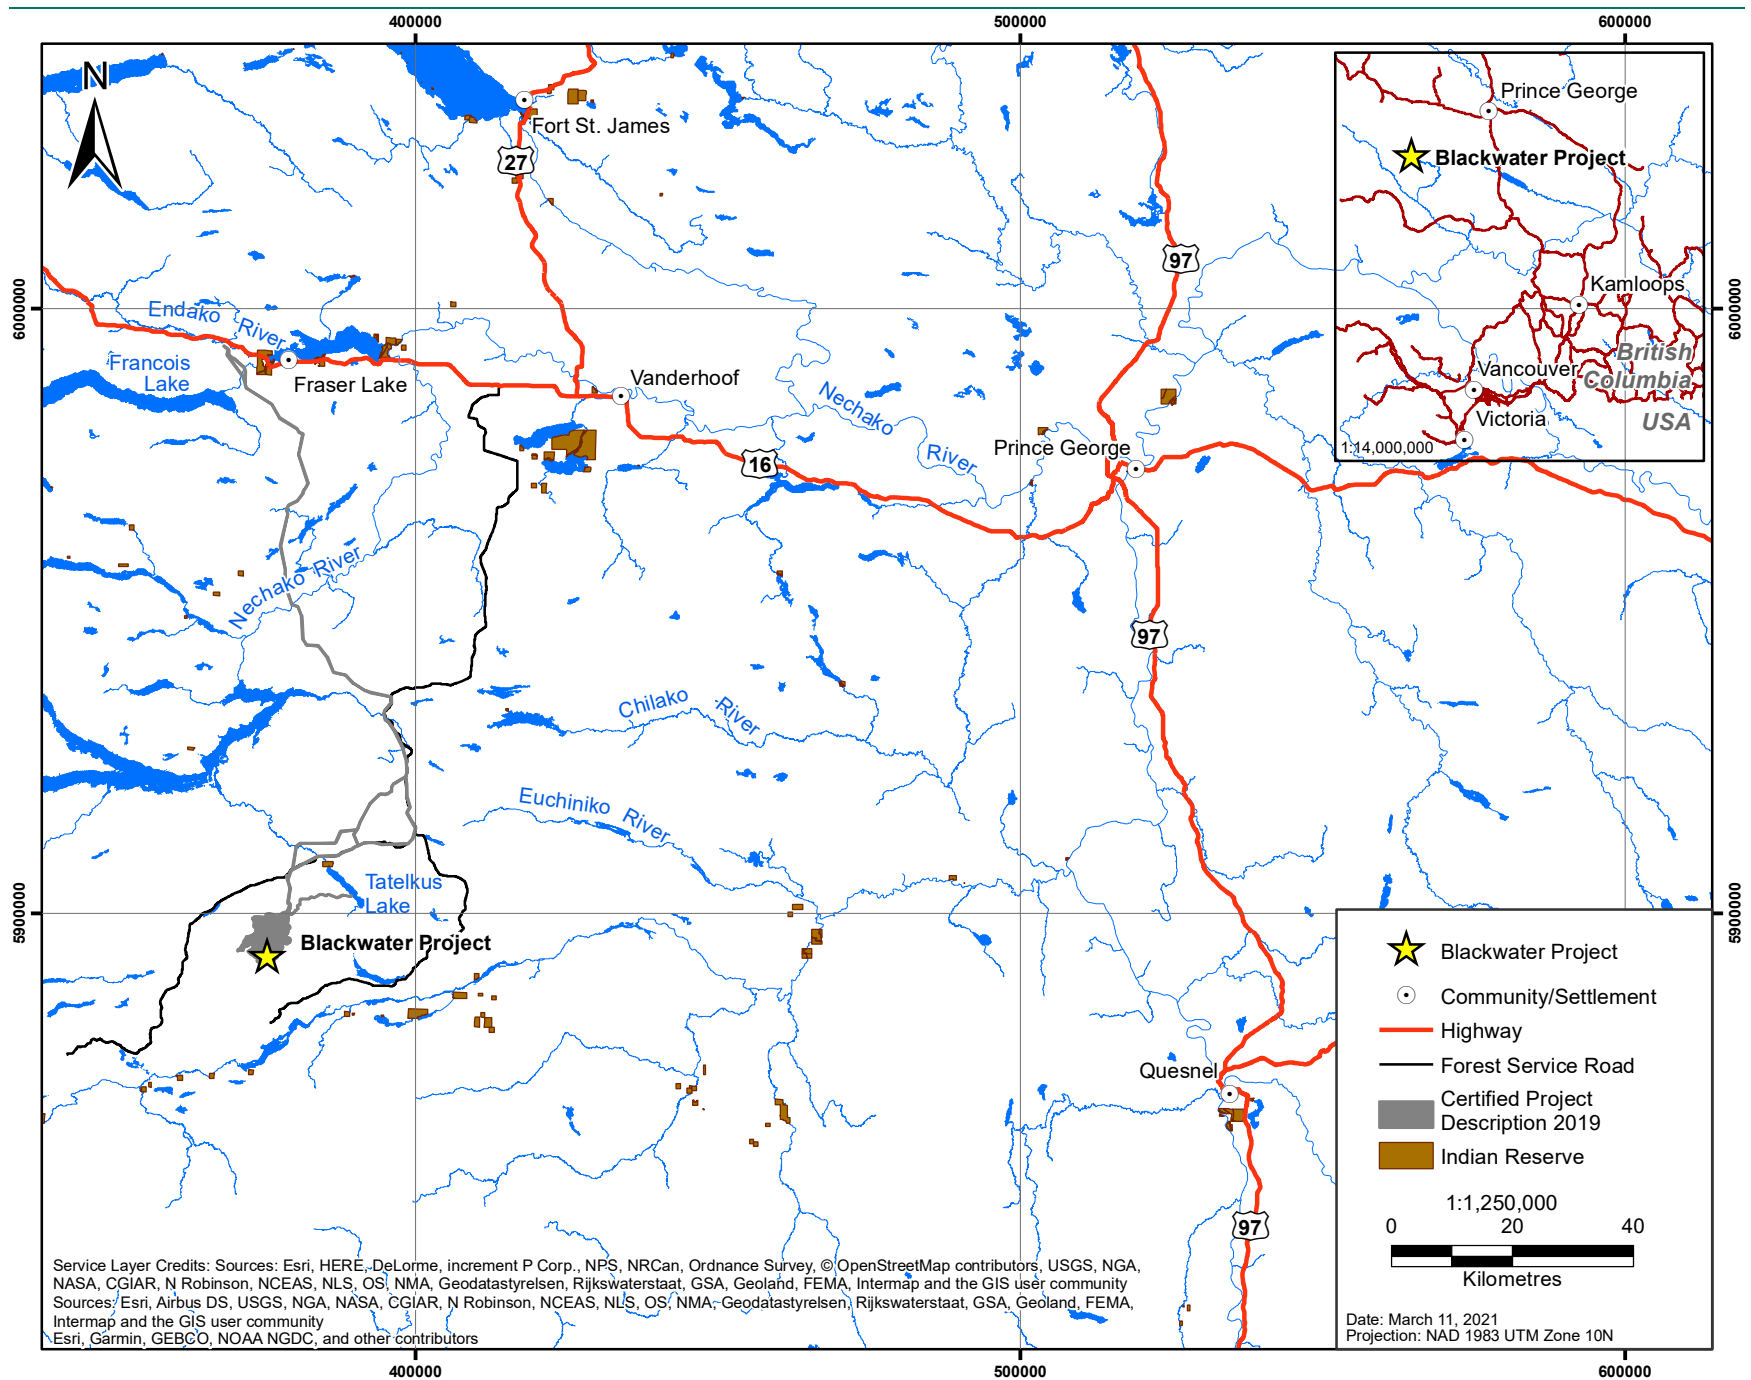 400000
500000
600000
N
Fort St. James
27
97
6000000
6000000
Endako River
Francois
Lake
Fraser Lake
Vanderhoof
Nechako River
Prince George
16
Nechako River
97
Chilako River
Euchiniko River
Tatelkus
Lake
5900000
5900000
Blackwater Project
Quesnel
97
Prince George
Blackwater Project
Kamloops
British
Columbia
Vancouver
Victoria
USA
1:14,000,000
Blackwater Project
Community/Settlement
Highway
Forest Service Road
Certified Project
Description 2019
Indian Reserve
1:1,250,000
0 20 40
Kilometres
Date: March 11, 2021
Projection: NAD 1983 UTM Zone 10N
Service Layer Credits: Sources: Esri, HERE, DeLorme, increment P Corp., NPS, NRCan, Ordnance Survey, © OpenStreetMap contributors, USGS, NGA,
NASA, CGIAR, N Robinson, NCEAS, NLS, OS, NMA, Geodatastyrelsen, Rijkswaterstaat, GSA, Geoland, FEMA, Intermap and the GIS user community
Sources: Esri, Airbus DS, USGS, NGA, NASA, CGIAR, N Robinson, NCEAS, NLS, OS, NMA, Geodatastyrelsen, Rijkswaterstaat, GSA, Geoland, FEMA,
Intermap and the GIS user community
Esri, Garmin, GEBCO, NOAA NGDC, and other contributors
400000
500000
600000